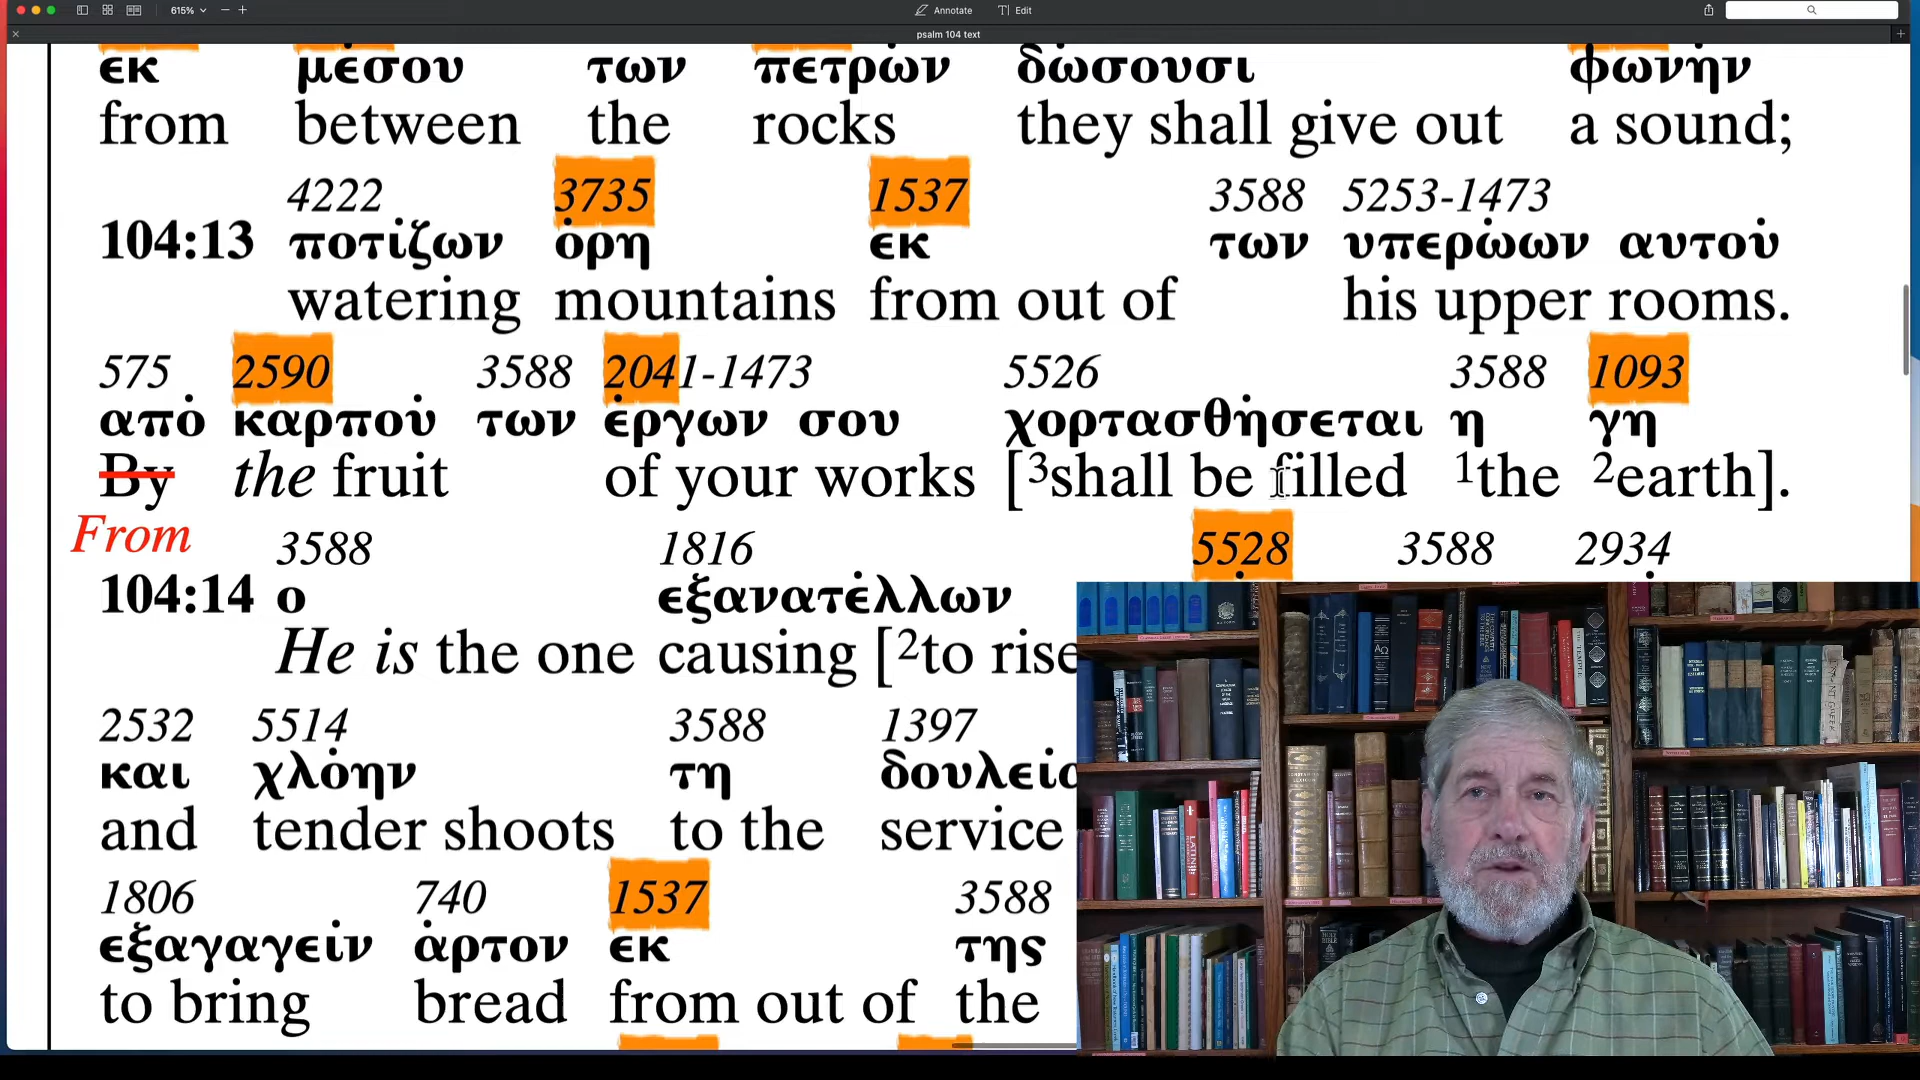 615%
Annotate
Edit
psalm 104 text
εκ μέσου των πετρών δώσουσι φωνήν
from between the rocks they shall give out a sound;
4222 3735 1537 3588 5253-1473
104:13 ποτίζων όρη εκ των υπερώων αυτού
watering mountains from out of his upper rooms.
575 2590 3588 2041-1473 5526 3588 1093
από καρπού των έργων σου χορτασθήσεται η γη
By the fruit of your works [3shall be filled 1the 2earth].
From
3588 1816 5528 3588 2934
104:14 ο εξανατέλλων
He is the one causing [2to rise
2532 5514 3588 1397
και χλόην τη
and tender shoots to the service
1806 740 1537 3588
εξαγαγείν άρτον εκ της
to bring bread from out of the